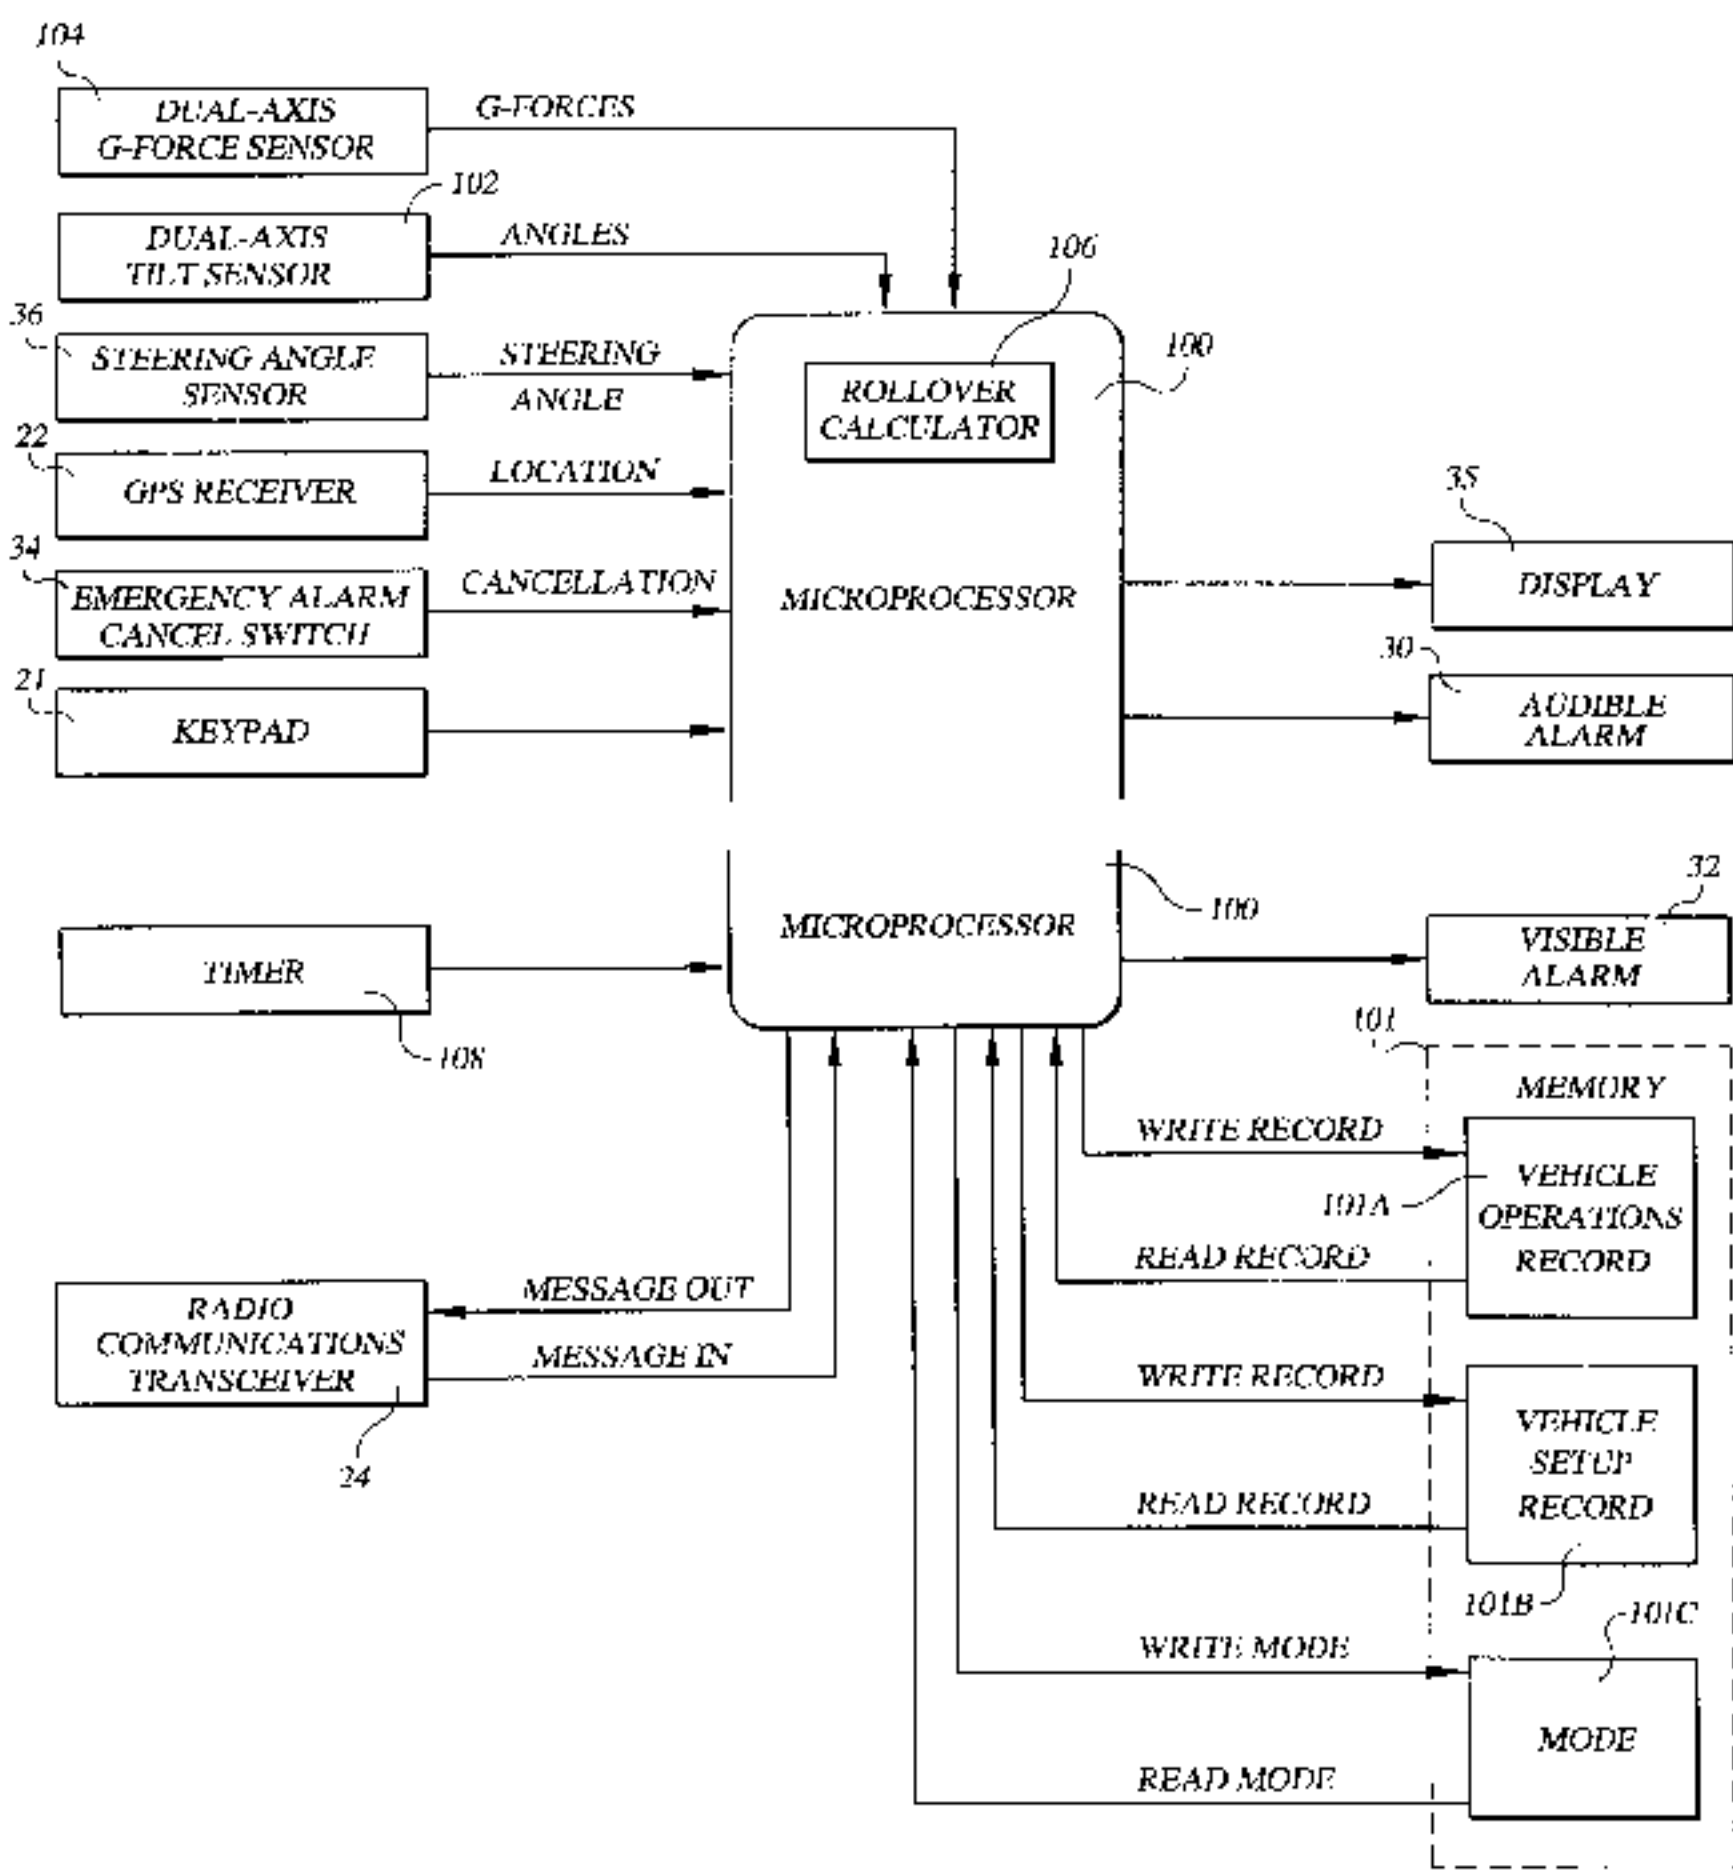 104
DUAL-AXIS
G-FORCE SENSOR
G-FORCES
102
DUAL-AXIS
TILT SENSOR
ANGLES
106
36
STEERING ANGLE
SENSOR
STEERING
ANGLE
100
ROLLOVER
CALCULATOR
22
GPS RECEIVER
LOCATION
35
DISPLAY
34
EMERGENCY ALARM
CANCEL SWITCH
CANCELLATION
MICROPROCESSOR
30
AUDIBLE
ALARM
21
KEYPAD
32
VISIBLE
ALARM
100
MICROPROCESSOR
TIMER
108
101
MEMORY
WRITE RECORD
101A
VEHICLE
OPERATIONS
RECORD
READ RECORD
MESSAGE OUT
RADIO
COMMUNICATIONS
TRANSCEIVER
MESSAGE IN
24
WRITE RECORD
VEHICLE
SETUP
RECORD
READ RECORD
101B
101C
WRITE MODE
MODE
READ MODE